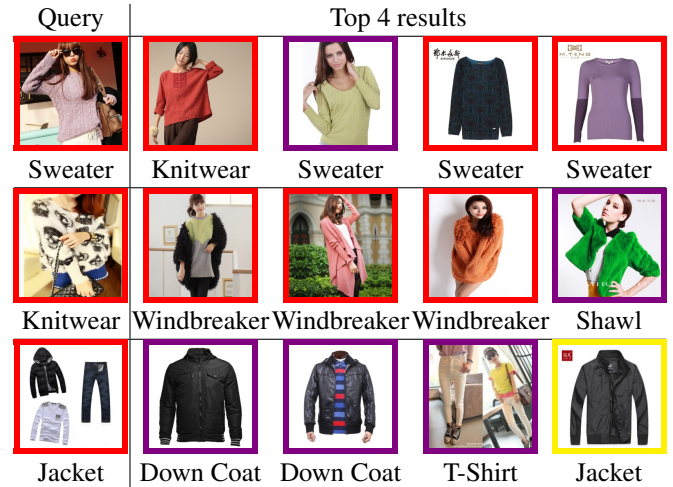 Query Top 4 results
M.TENG
Sweater Knitwear Sweater Sweater Sweater
Knitwear Windbreaker Windbreaker Windbreaker Shawl
Jacket Down Coat Down Coat T-Shirt Jacket